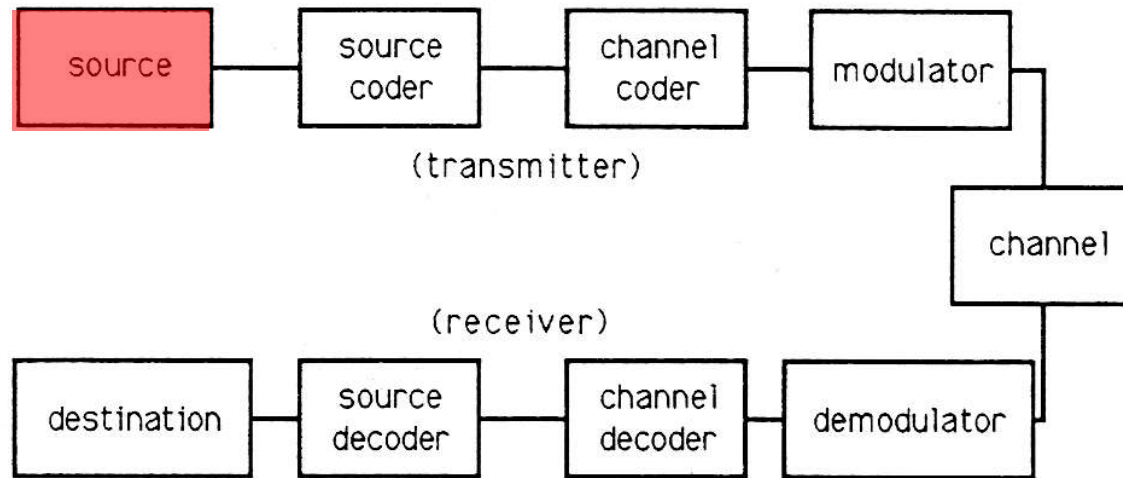 source
source
coder
channel
coder
modulator
(transmitter)
channel
(receiver)
destination
source
decoder
channel
decoder
demodulator